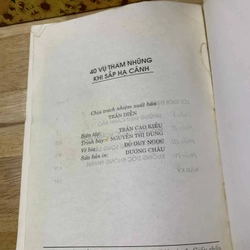 40 VỤ THAM NHŨNG
KHI SẮP HẠ CÁNH
Chịu trách nhiệm xuất bản
TRẦN DIỄN
Biên tập: TRẦN CAO KIỀU
Trình bày: NGUYỄN THỊ DŨNG
Vẽ bìa: ĐỖ DUY NGỌC
Sửa bản in: DƯƠNG CHÂU